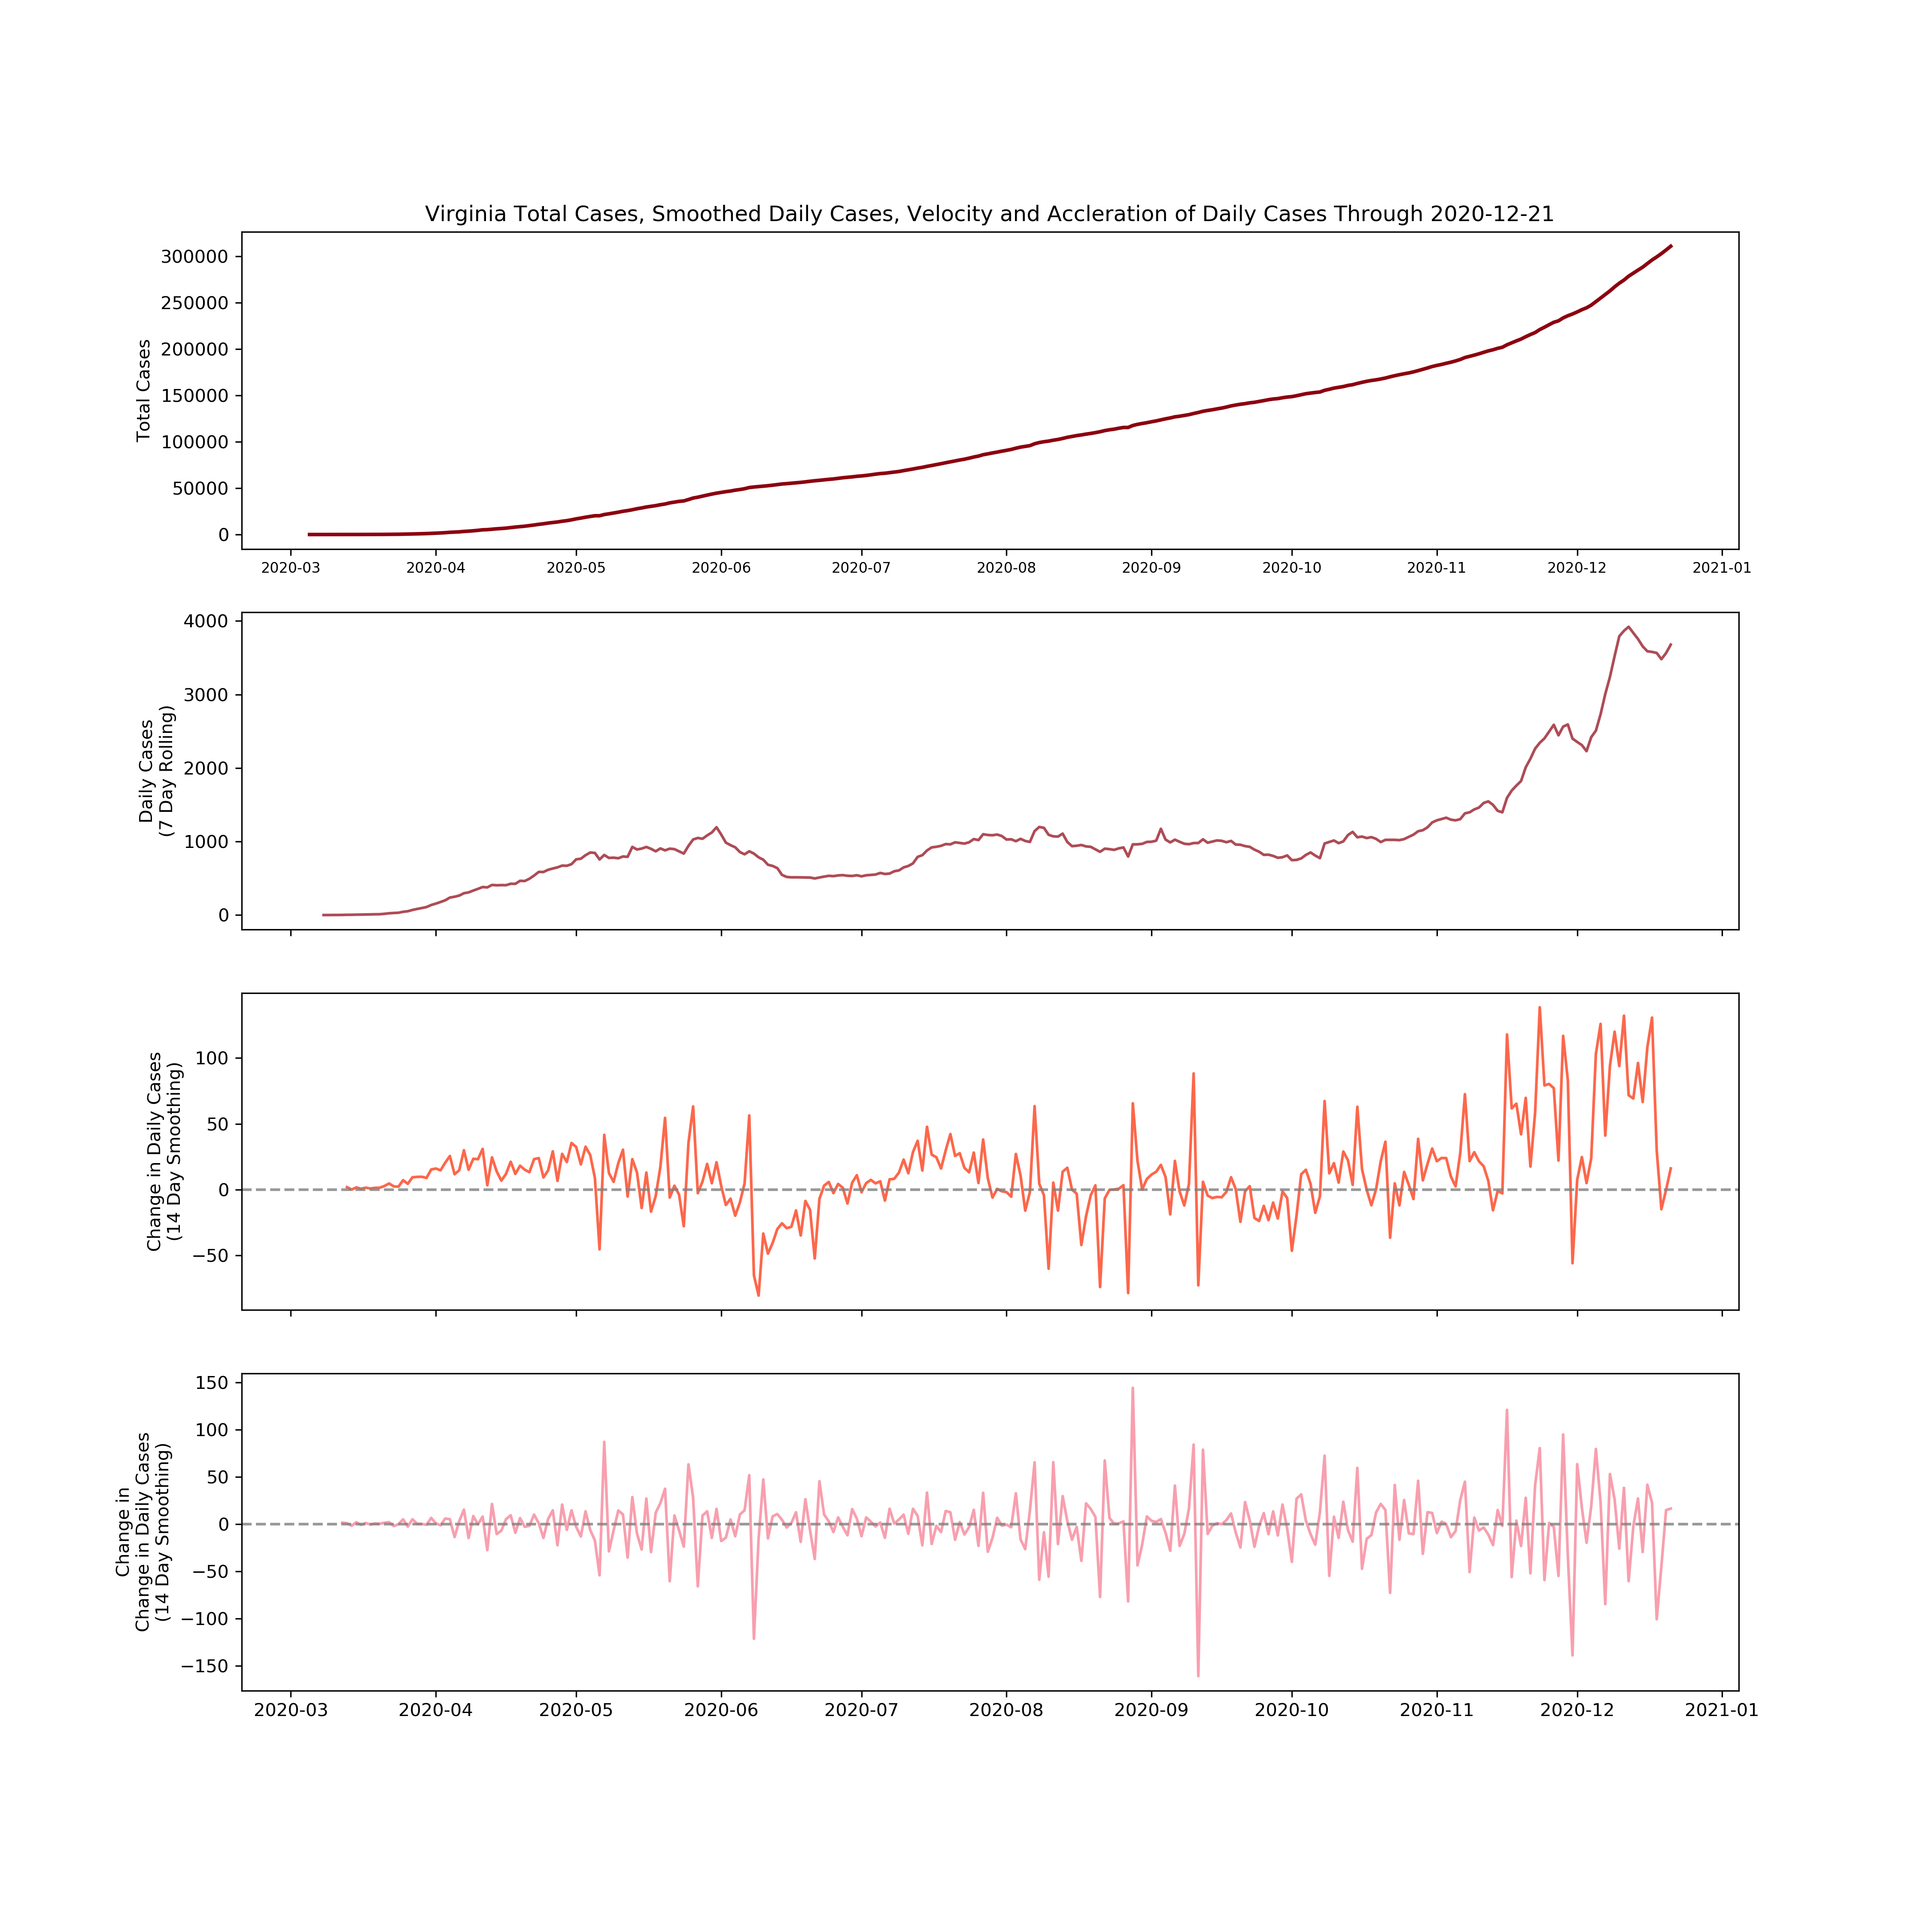 Virginia Total Cases, Smoothed Daily Cases, Velocity and Accleration of Daily Cases Through 2020-12-21
Total Cases
300000
250000
200000
150000
100000
50000
0
2020-03 2020-04 2020-05 2020-06 2020-07 2020-08 2020-09 2020-10 2020-11 2020-12 2021-01
Daily Cases
(7 Day Rolling)
4000
3000
2000
1000
0
Change in Daily Cases
(14 Day Smoothing)
100
50
0
−50
Change in
Change in Daily Cases
(14 Day Smoothing)
150
100
50
0
−50
−100
−150
2020-03 2020-04 2020-05 2020-06 2020-07 2020-08 2020-09 2020-10 2020-11 2020-12 2021-01